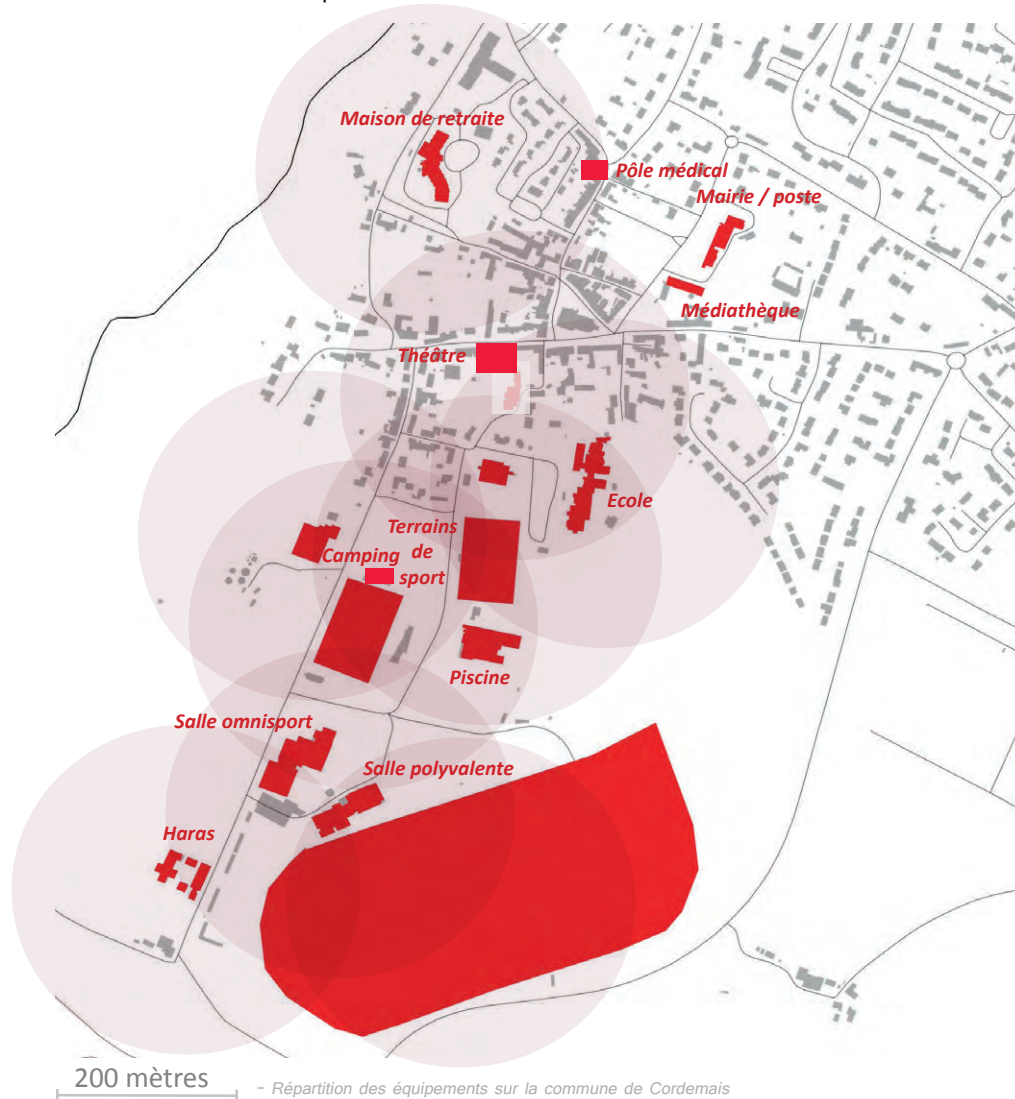 Maison de retraite
Pôle médical
Mairie / poste
Médiathèque
Théâtre
Ecole
Terrains
de
sport
Camping
Piscine
Salle omnisport
Salle polyvalente
Haras
200 mètres
- Répartition des équipements sur la commune de Cordemais